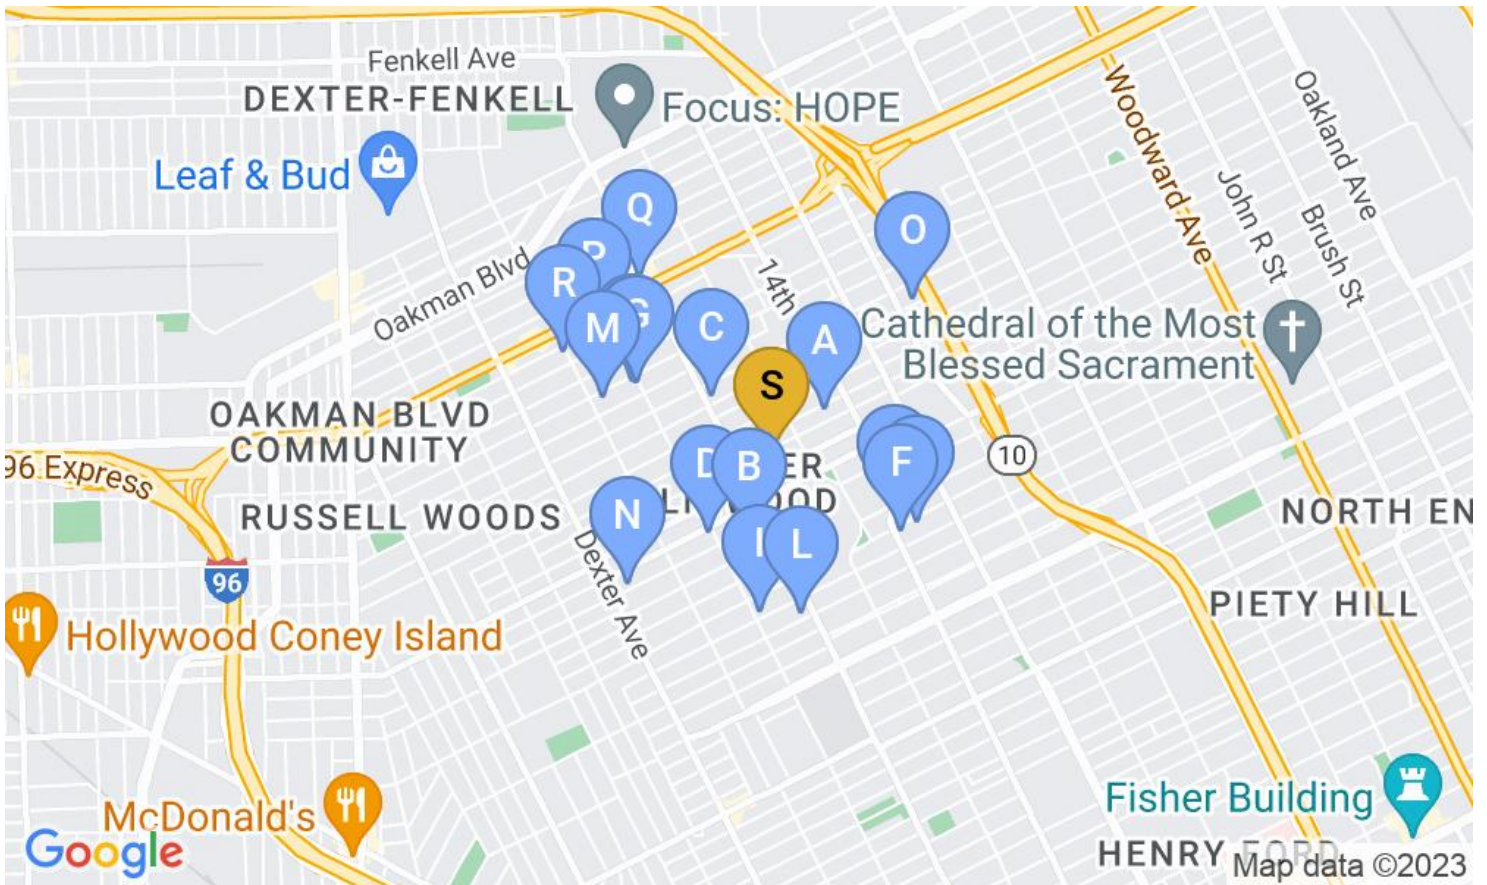 Fenkell Ave
DEXTER-FENKELL
Focus: HOPE
Leaf & Bud
Woodward Ave
Oakland Ave
John R St
Brush St
Q
O
P
R
Oakman Blvd
14th
M
G
C
A
Cathedral of the Most
Blessed Sacrament
S
OAKMAN BLVD
COMMUNITY
96 Express
D
B
F
10
RUSSELL WOODS
N
I
L
NORTH EN
Dexter Ave
96
PIETY HILL
Hollywood Coney Island
McDonald's
Fisher Building
Google
HENRY FORD
Map data ©2023